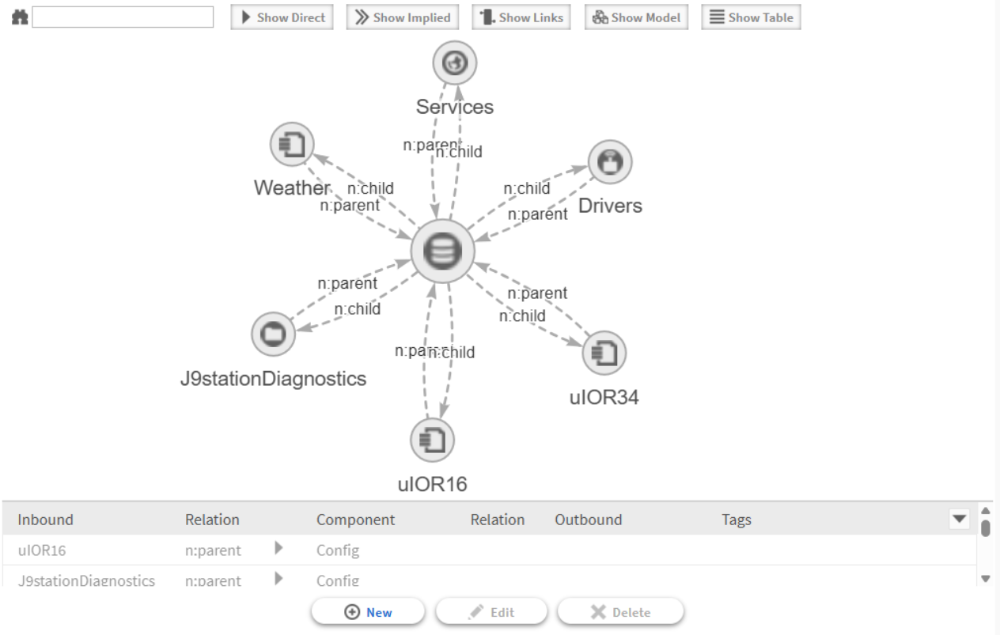 Show Direct Show Implied Show Links Show Model Show Table
Services
n:parent
n:child
Weather
n:child
n:parent
n:child
n:parent
Drivers
n:parent
n:child
J9stationDiagnostics
n:parent
n:child
uIOR34
n:parent
n:child
uIOR16
Inbound Relation Component Relation Outbound Tags
uIOR16 n:parent Config
J9stationDiagnostics n:parent Config
New Edit Delete